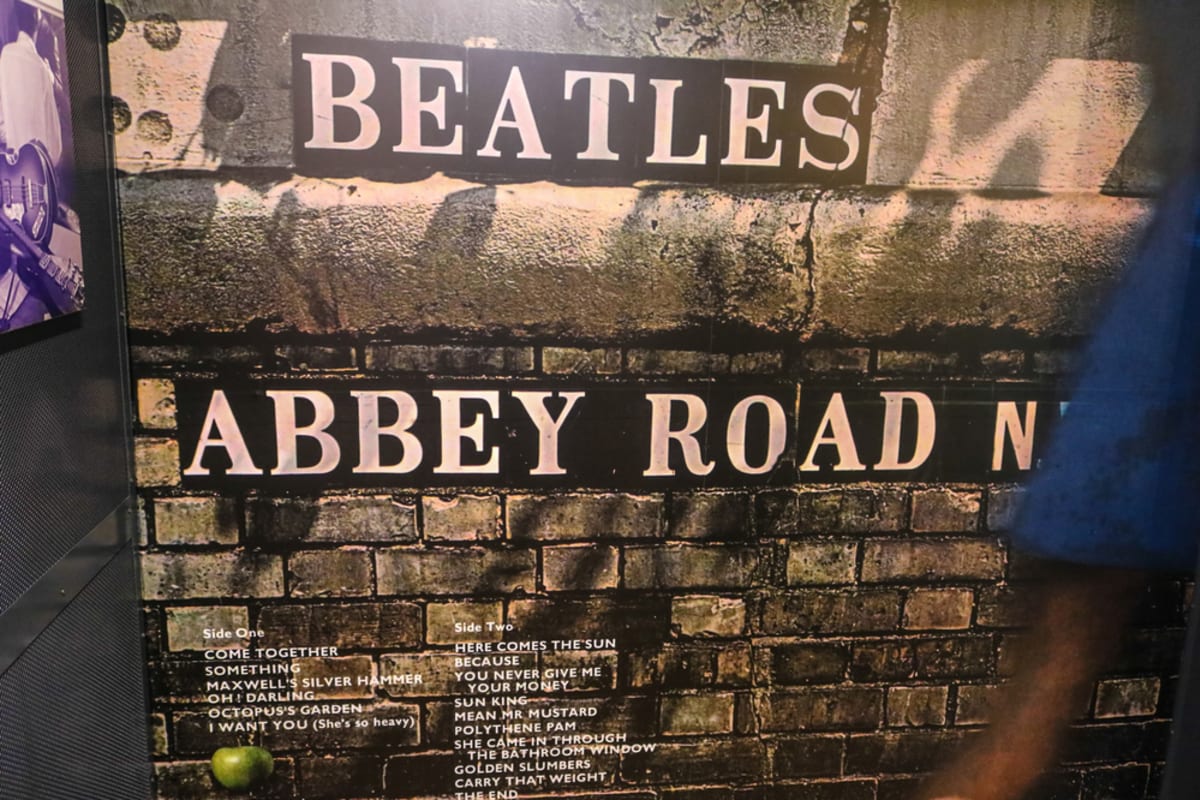 BEATLES
ABBEY ROAD N
Side One
COME TOGETHER
SOMETHING
MAXWELL'S SILVER HAMMER
OH! DARLING
OCTOPUS'S GARDEN
I WANT YOU (She's so heavy)
Side Two
HERE COMES THE SUN
BECAUSE
YOU NEVER GIVE ME
YOUR MONEY
SUN KING
MEAN MR MUSTARD
POLYTHENE PAM
SHE CAME IN THROUGH
THE BATHROOM WINDOW
GOLDEN SLUMBERS
CARRY THAT WEIGHT
THE END